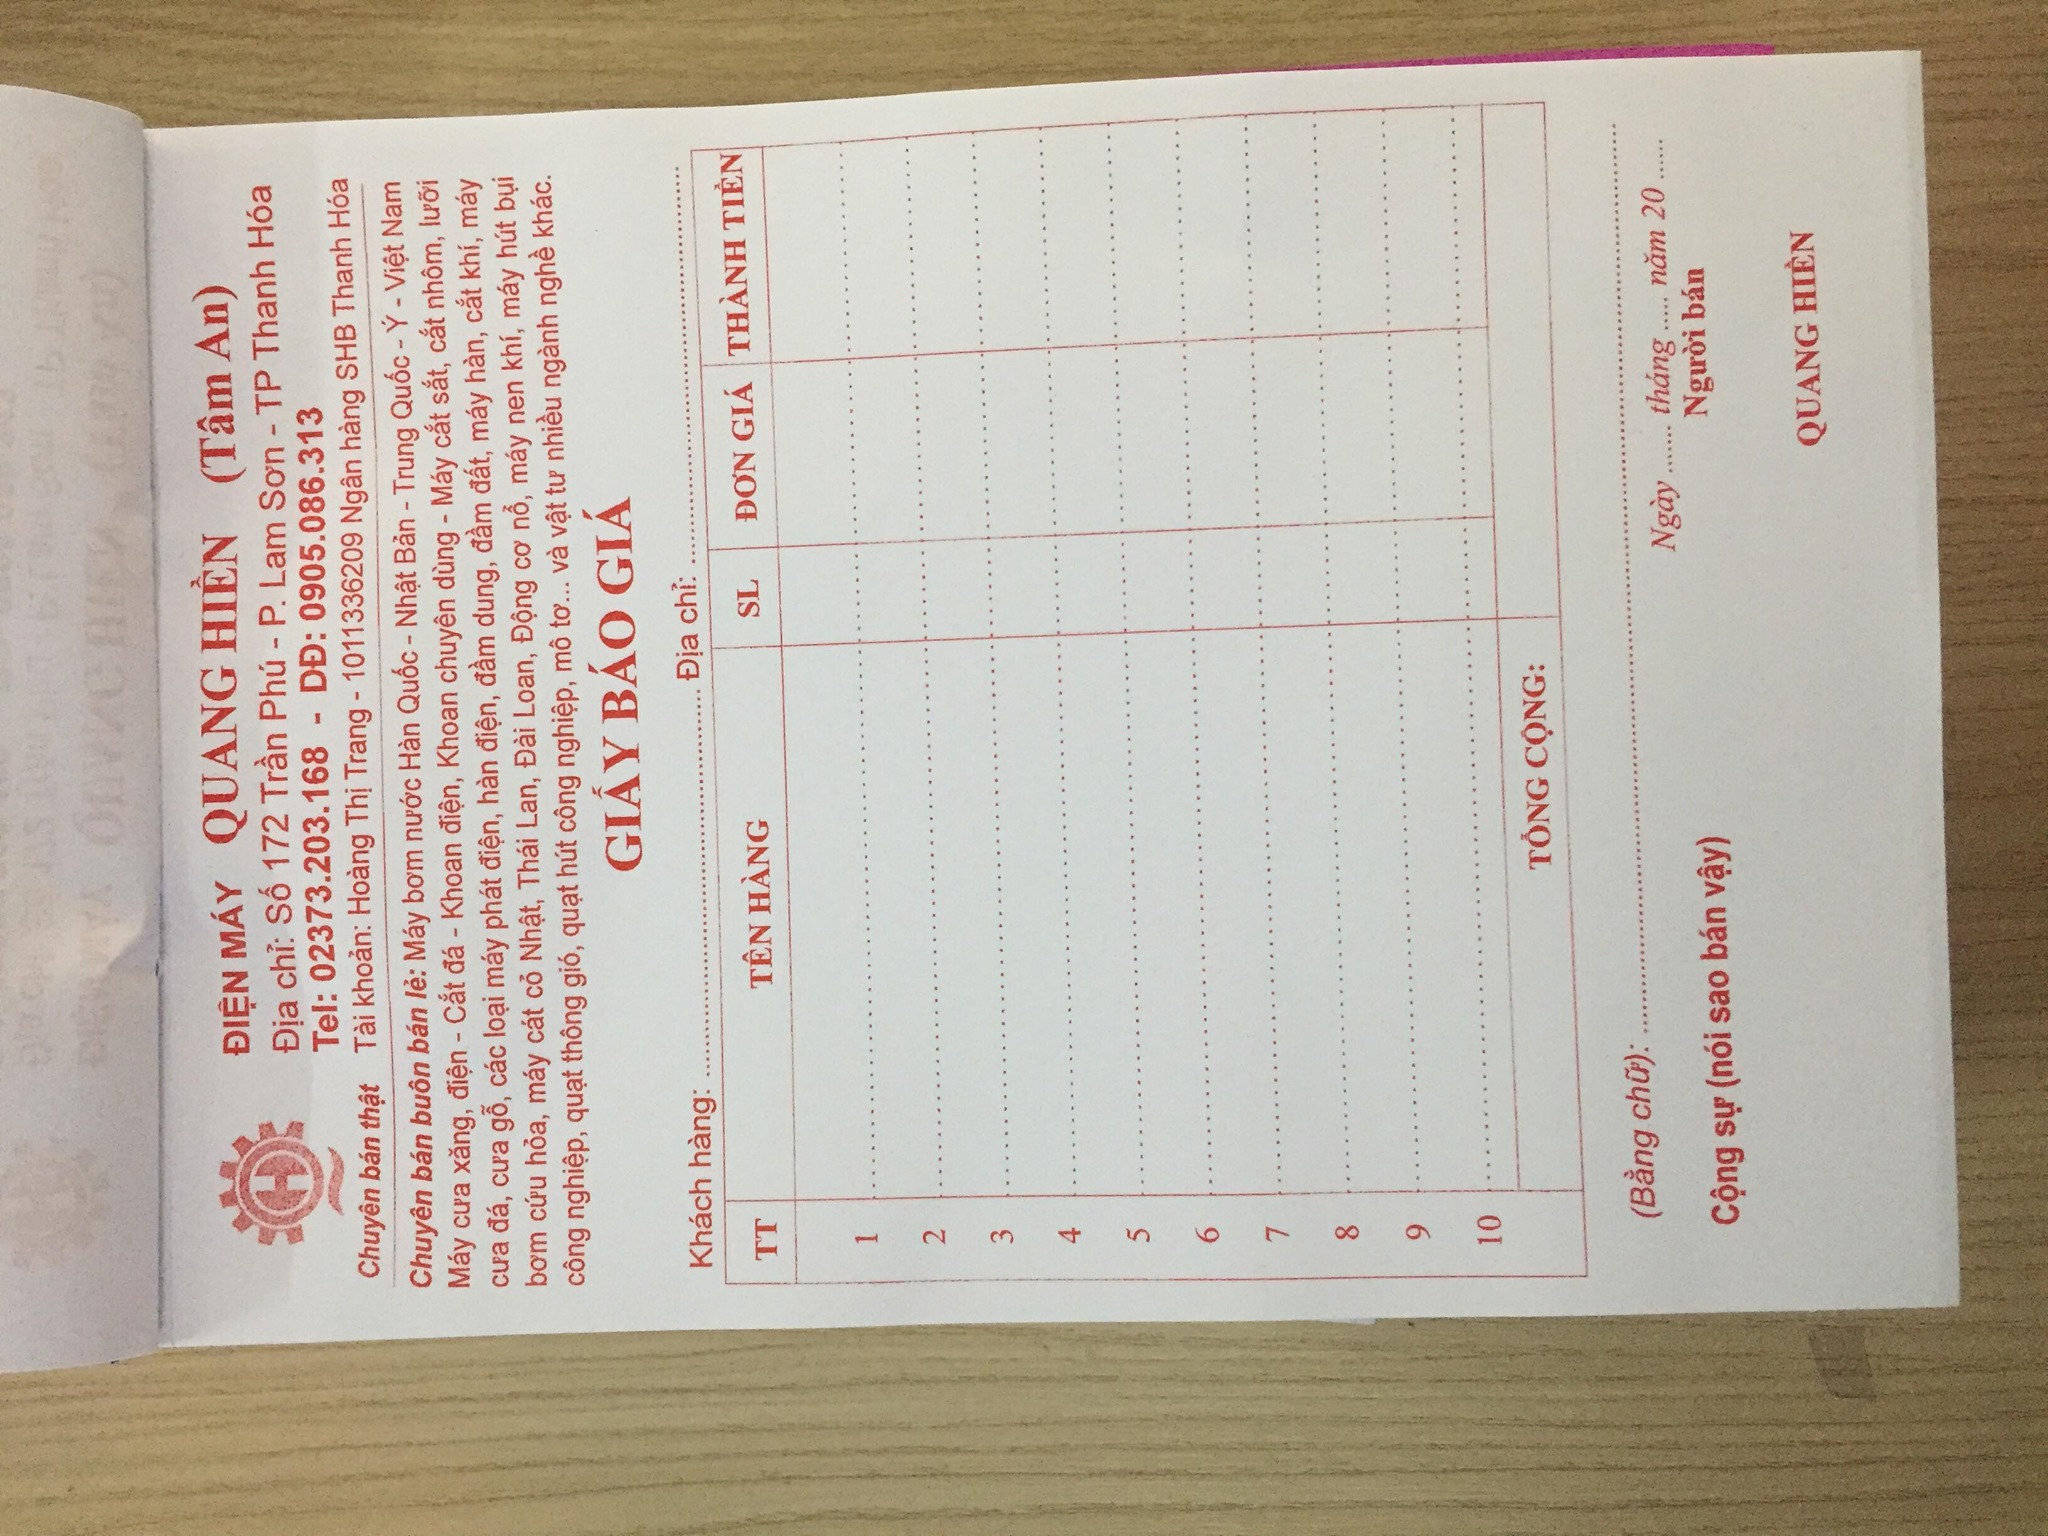 ĐIỆN MÁY QUANG HIỀN (Tâm An)
Địa chỉ: Số 172 Trần Phú - P. Lam Sơn - TP Thanh Hóa
Tel: 02373.203.168 - DĐ: 0905.086.313
Chuyên bán thật Tài khoản: Hoàng Thị Trang - 1011336209 Ngân hàng SHB Thanh Hóa
Chuyên bán buôn bán lẻ: Máy bơm nước Hàn Quốc - Nhật Bản - Trung Quốc - Ý - Việt Nam
Máy cưa xăng, điện - Cắt đá - Khoan điện, Khoan chuyên dùng - Máy cắt sắt, cắt nhôm, lưỡi
cưa đá, cưa gỗ, các loại máy phát điện, hàn điện, đầm dung, đầm đất, máy hàn, cắt khí, máy
bơm cứu hỏa, máy cát cỏ Nhật, Thái Lan, Đài Loan, Động cơ nổ, máy nen khí, máy hút bụi
công nghiệp, quạt thông gió, quạt hút công nghiệp, mô tơ... và vật tư nhiều ngành nghề khác.
GIẤY BÁO GIÁ
Khách hàng: ........................................ Địa chỉ: ........................................
TT TÊN HÀNG SL ĐƠN GIÁ THÀNH TIỀN
1
2
3
4
5
6
7
8
9
10
TỔNG CỘNG:
(Bằng chữ): ................................................................................
Ngày ....... tháng ..... năm 20 ......
Cộng sự (nói sao bán vậy) Người bán
QUANG HIỀN